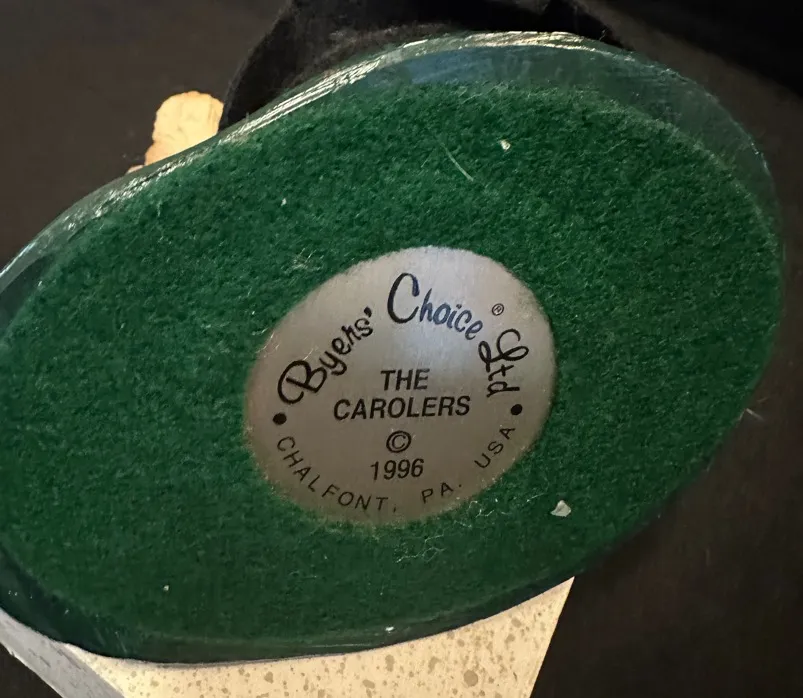 Byers' Choice Ltd®
THE
CAROLERS
©
1996
• CHALFONT, PA. USA •